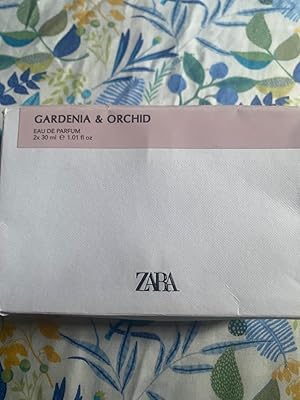 GARDENIA & ORCHID
EAU DE PARFUM
2x 30 ml ℮ 1.01 fl oz
ZARA